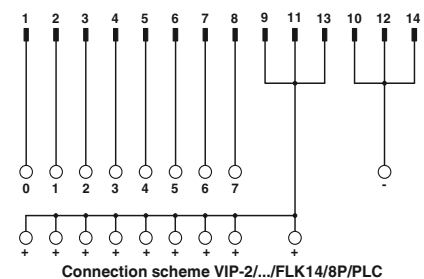 1 2 3 4 5 6 7 8 9 11 13 10 12 14
0 1 2 3 4 5 6 7 -
+ + + + + + + + +
Connection scheme VIP-2/.../FLK14/8P/PLC